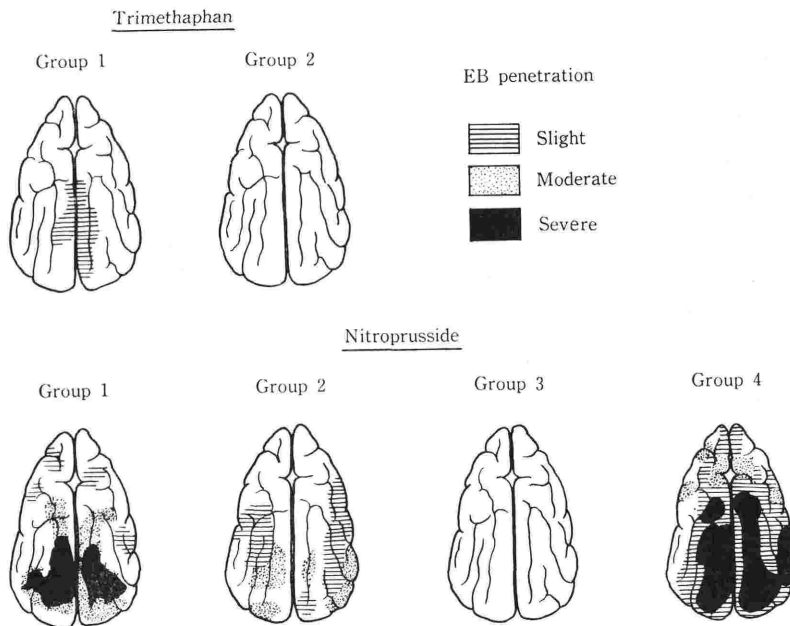 Trimethaphan
Group 1
Group 2
EB penetration
Slight
Moderate
Severe
Nitroprusside
Group 1
Group 2
Group 3
Group 4